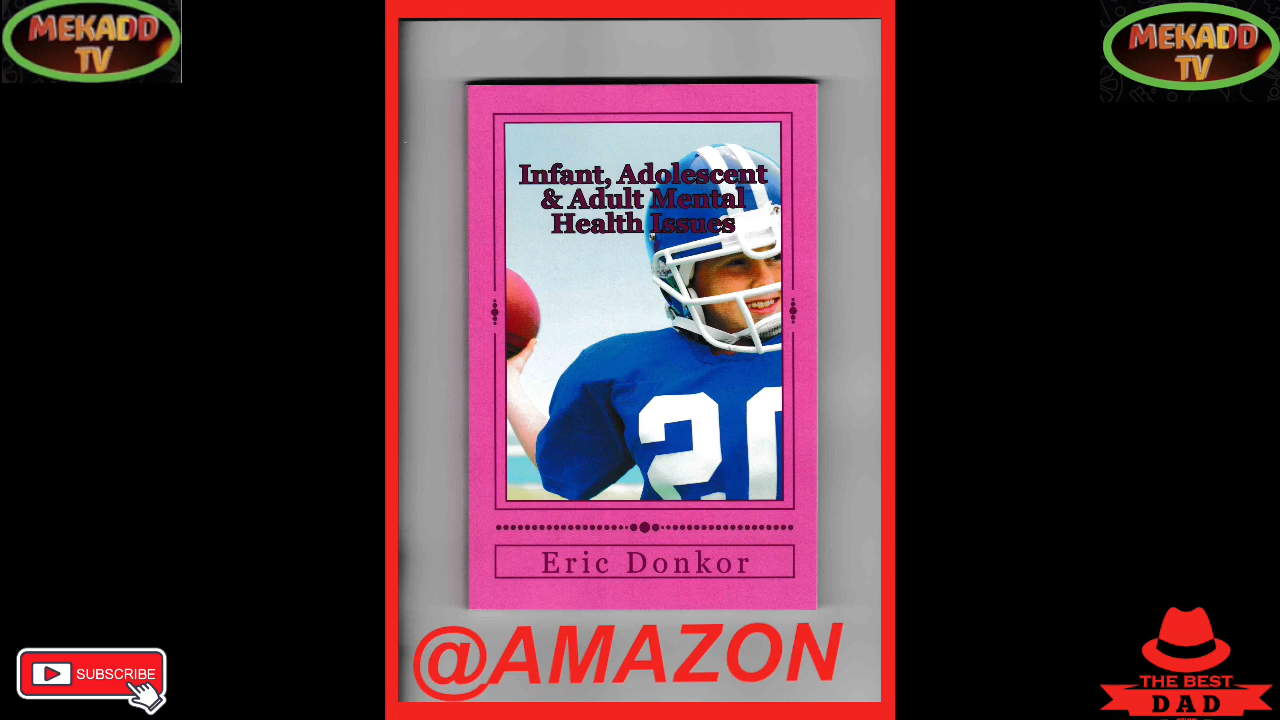 MEKADD
TV
MEKADD
TV
Infant, Adolescent
& Adult Mental
Health Issues
20
Eric Donkor
@AMAZON
SUBSCRIBE
THE BEST
DAD